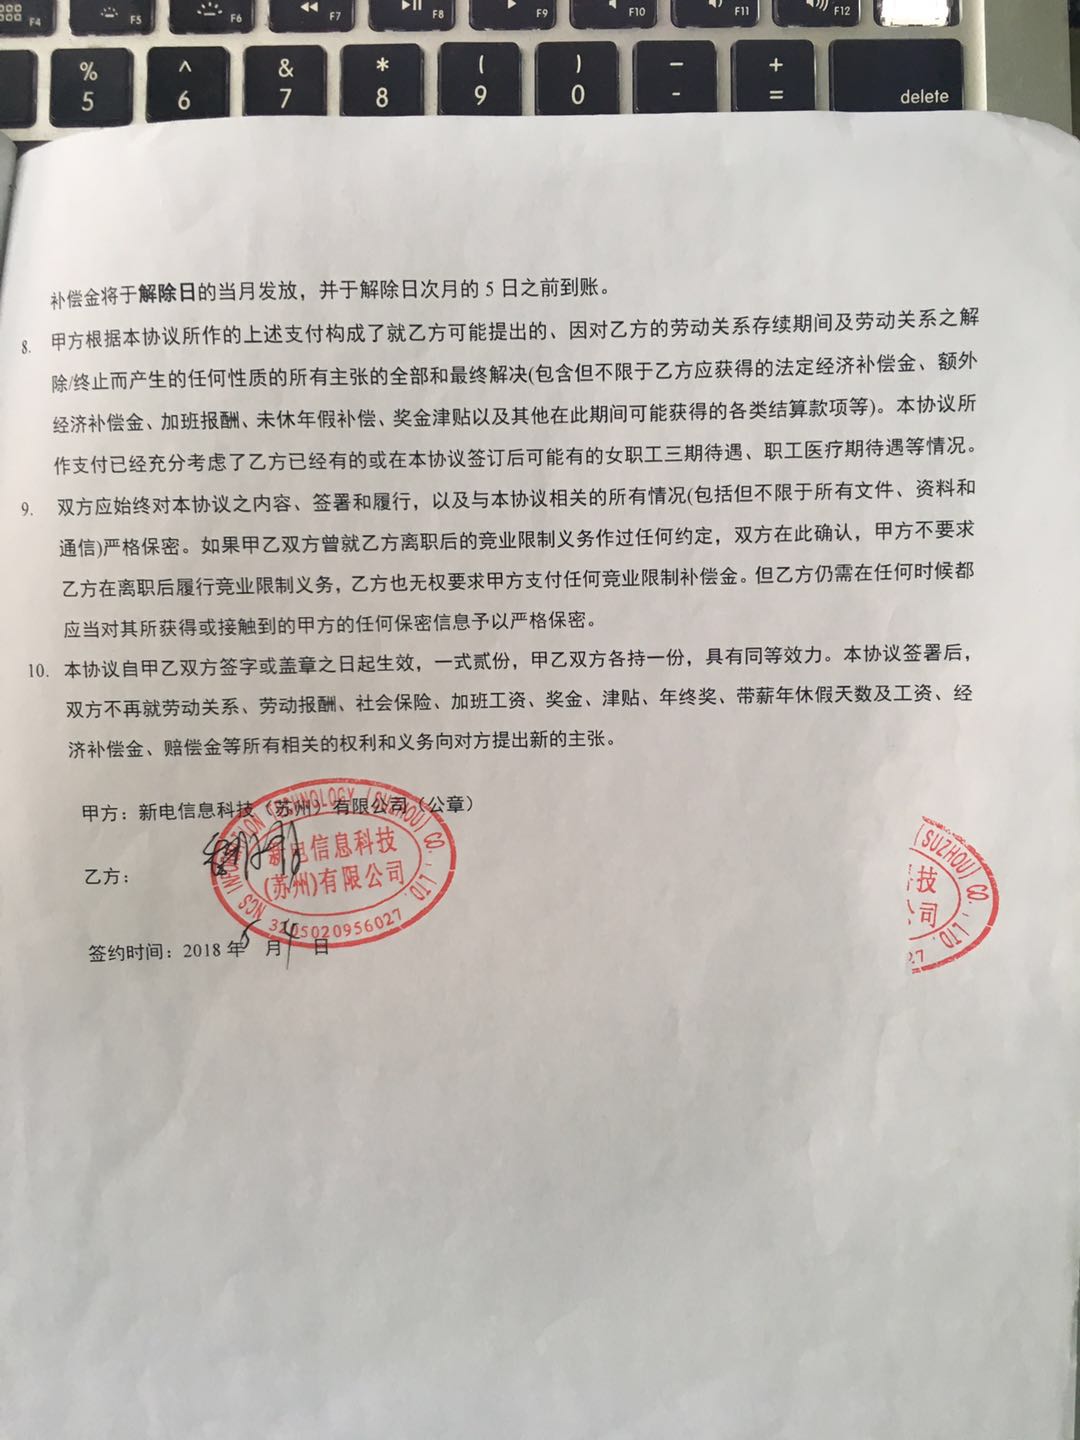 F4 F5 F6 F7 F8 F9 F10 F11 F12
% ^ & * ( ) — +
5 6 7 8 9 0 - = delete
补偿金将于解除日的当月发放，并于解除日次月的 5 日之前到账。
8. 甲方根据本协议所作的上述支付构成了就乙方可能提出的、因对乙方的劳动关系存续期间及劳动关系之解
除/终止而产生的任何性质的所有主张的全部和最终解决(包含但不限于乙方应获得的法定经济补偿金、额外
经济补偿金、加班报酬、未休年假补偿、奖金津贴以及其他在此期间可能获得的各类结算款项等)。本协议所
作支付已经充分考虑了乙方已经有的或在本协议签订后可能有的女职工三期待遇、职工医疗期待遇等情况。
9. 双方应始终对本协议之内容、签署和履行，以及与本协议相关的所有情况(包括但不限于所有文件、资料和
通信)严格保密。如果甲乙双方曾就乙方离职后的竞业限制义务作过任何约定，双方在此确认，甲方不要求
乙方在离职后履行竞业限制义务，乙方也无权要求甲方支付任何竞业限制补偿金。但乙方仍需在任何时候都
应当对其所获得或接触到的甲方的任何保密信息予以严格保密。
10. 本协议自甲乙双方签字或盖章之日起生效，一式贰份，甲乙双方各持一份，具有同等效力。本协议签署后，
双方不再就劳动关系、劳动报酬、社会保险、加班工资、奖金、津贴、年终奖、带薪年休假天数及工资、经
济补偿金、赔偿金等所有相关的权利和义务向对方提出新的主张。
甲方：新电信息科技（苏州）有限公司（公章）
NCS INFORMATION TECHNOLOGY (SUZHOU) CO., LTD.
新电信息科技
(苏州)有限公司
3205020956027
乙方：
签约时间：2018 年 5 月 4 日
(SUZHOU) CO., LTD.
技
司
27